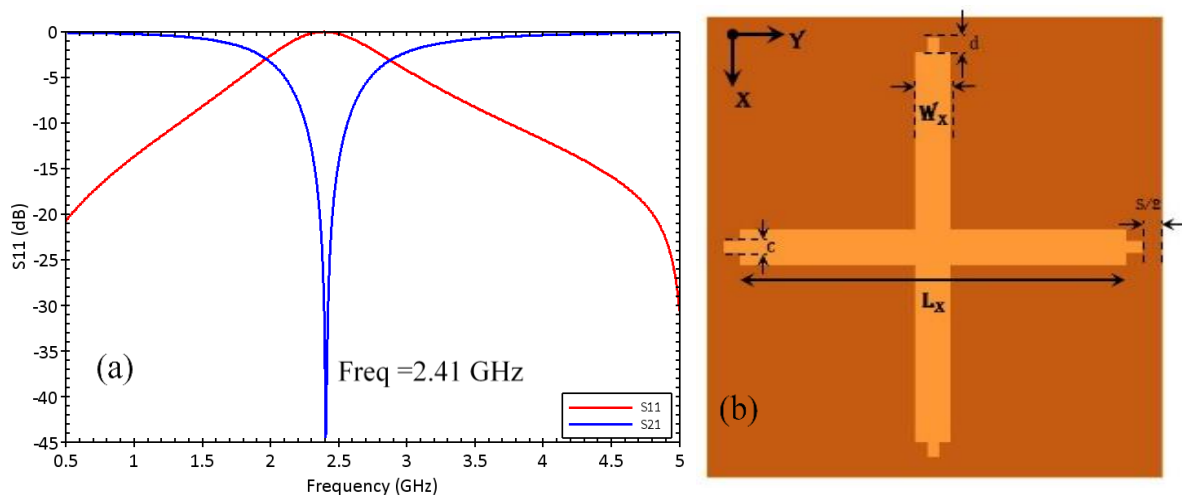 0
-5
-10
-15
-20
-25
-30
-35
-40
-45
S11 (dB)
0.5 1 1.5 2 2.5 3 3.5 4 4.5 5
Frequency (GHz)
(a)
Freq =2.41 GHz
S11
S21
Y
X
d
Wx
S/2
c
Lx
(b)